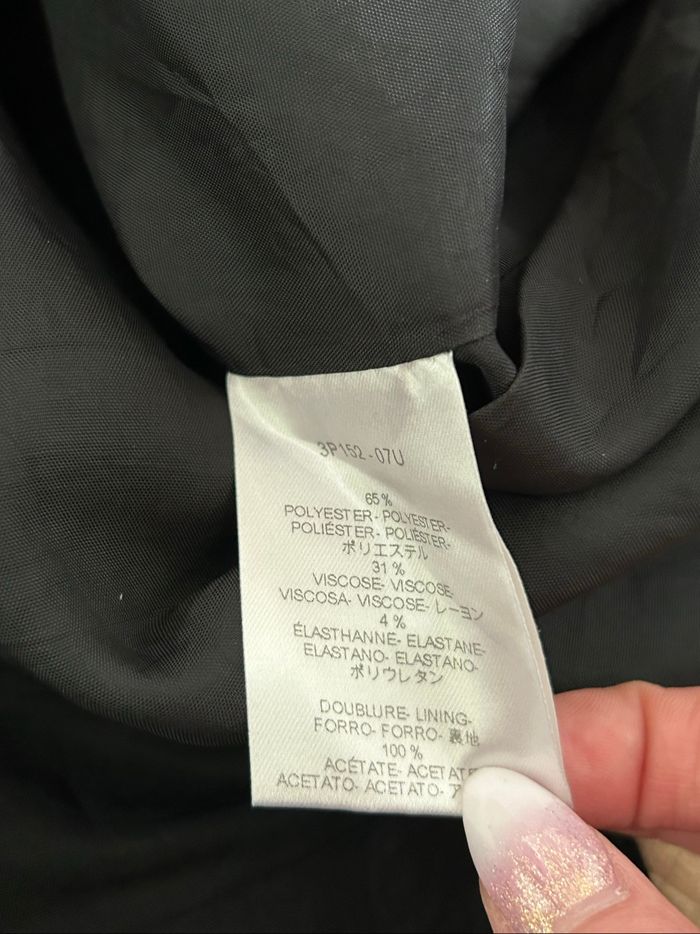 3P152-07U
65%
POLYESTER- POLYESTER-
POLIÉSTER- POLIÉSTER-
ポリエステル
31%
VISCOSE- VISCOSE
VISCOSA- VISCOSE- レーヨン
4%
ÉLASTHANNE- ELASTANE-
ELASTANO- ELASTANO-
ポリウレタン
DOUBLURE- LINING-
FORRO- FORRO- 裏地
100%
ACÉTATE- ACETATE
ACETATO- ACETATO-